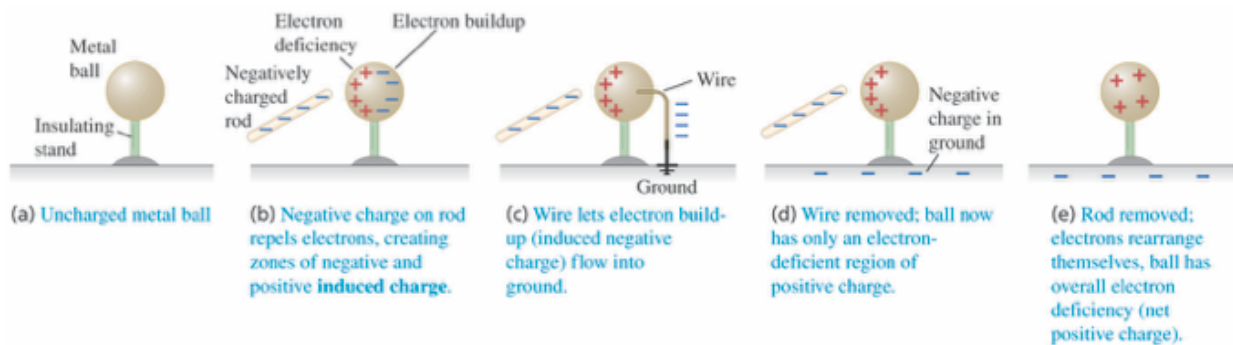 Metal
ball
Insulating
stand
(a) Uncharged metal ball
Electron
deficiency
Electron buildup
Negatively
charged
rod
(b) Negative charge on rod
repels electrons, creating
zones of negative and
positive induced charge.
Wire
Ground
(c) Wire lets electron build-
up (induced negative
charge) flow into
ground.
Negative
charge in
ground
(d) Wire removed; ball now
has only an electron-
deficient region of
positive charge.
(e) Rod removed;
electrons rearrange
themselves, ball has
overall electron
deficiency (net
positive charge).